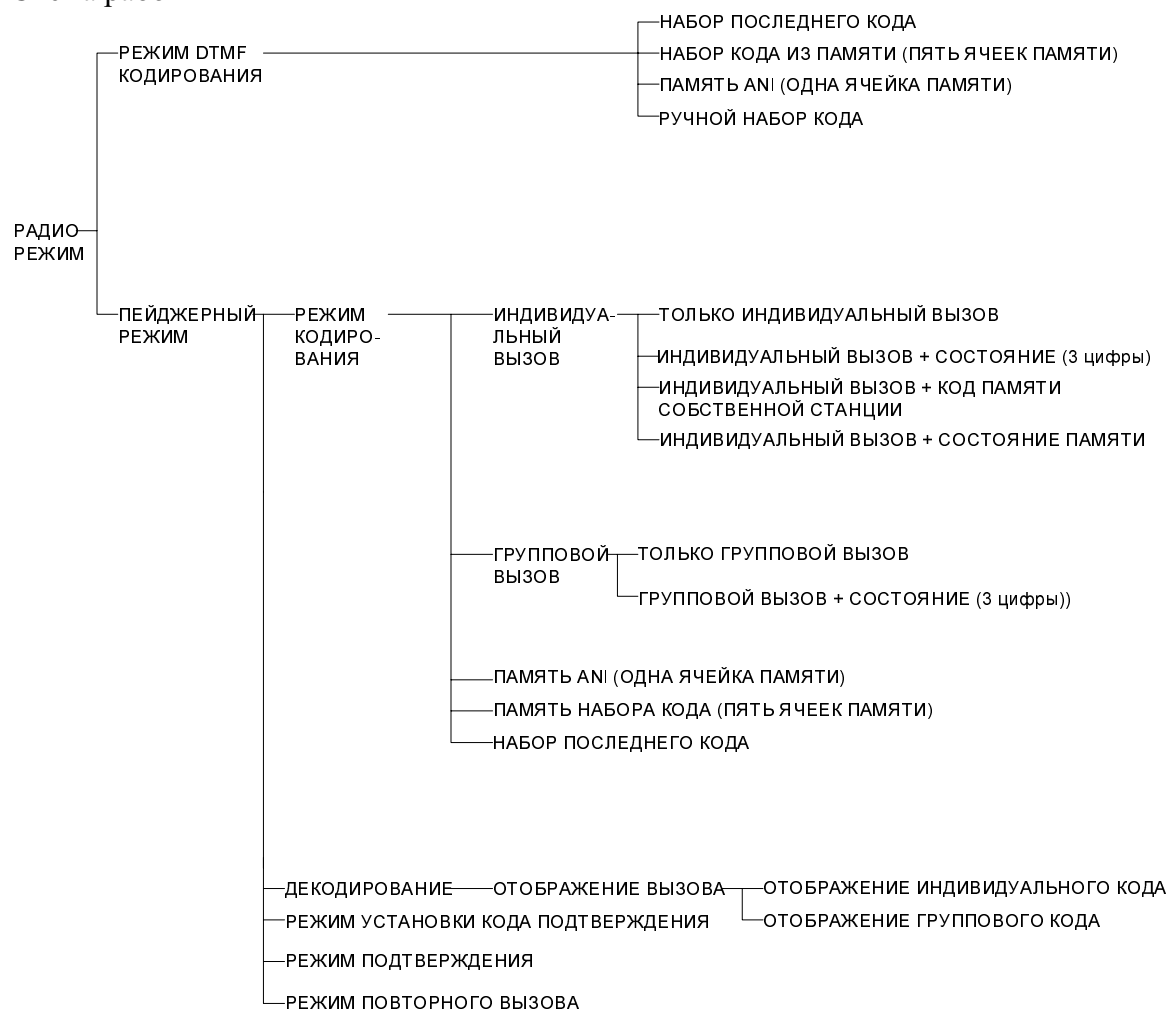 НАБОР ПОСЛЕДНЕГО КОДА
РЕЖИМ DTMF
КОДИРОВАНИЯ
НАБОР КОДА ИЗ ПАМЯТИ (ПЯТЬ ЯЧЕЕК ПАМЯТИ)
ПАМЯТЬ ANI (ОДНА ЯЧЕЙКА ПАМЯТИ)
РУЧНОЙ НАБОР КОДА
РАДИО
РЕЖИМ
ПЕЙДЖЕРНЫЙ
РЕЖИМ
РЕЖИМ
КОДИРО-
ВАНИЯ
ИНДИВИДУА-
ЛЬНЫЙ
ВЫЗОВ
ТОЛЬКО ИНДИВИДУАЛЬНЫЙ ВЫЗОВ
ИНДИВИДУАЛЬНЫЙ ВЫЗОВ + СОСТОЯНИЕ (3 цифры)
ИНДИВИДУАЛЬНЫЙ ВЫЗОВ + КОД ПАМЯТИ
СОБСТВЕННОЙ СТАНЦИИ
ИНДИВИДУАЛЬНЫЙ ВЫЗОВ + СОСТОЯНИЕ ПАМЯТИ
ГРУППОВОЙ
ВЫЗОВ
ТОЛЬКО ГРУППОВОЙ ВЫЗОВ
ГРУППОВОЙ ВЫЗОВ + СОСТОЯНИЕ (3 цифры))
ПАМЯТЬ ANI (ОДНА ЯЧЕЙКА ПАМЯТИ)
ПАМЯТЬ НАБОРА КОДА (ПЯТЬ ЯЧЕЕК ПАМЯТИ)
НАБОР ПОСЛЕДНЕГО КОДА
ДЕКОДИРОВАНИЕ
ОТОБРАЖЕНИЕ ВЫЗОВА
ОТОБРАЖЕНИЕ ИНДИВИДУАЛЬНОГО КОДА
ОТОБРАЖЕНИЕ ГРУППОВОГО КОДА
РЕЖИМ УСТАНОВКИ КОДА ПОДТВЕРЖДЕНИЯ
РЕЖИМ ПОДТВЕРЖДЕНИЯ
РЕЖИМ ПОВТОРНОГО ВЫЗОВА